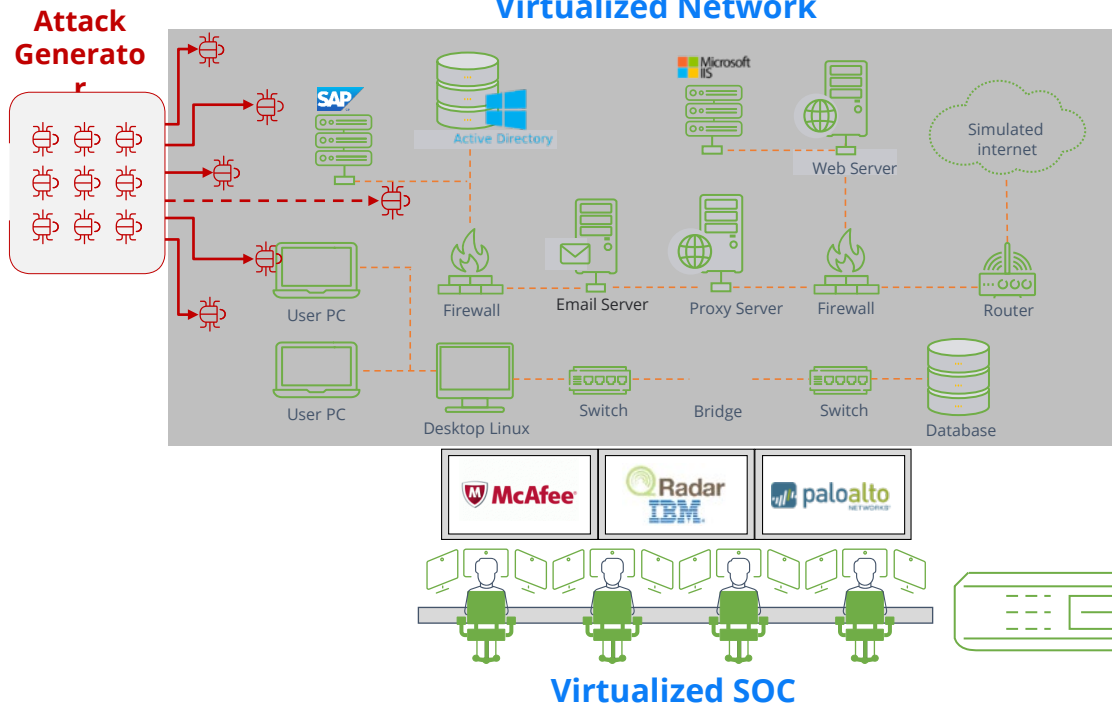 Virtualized Network
Attack
Generato
r
SAP
Active Directory
Microsoft
IIS
Web Server
Simulated
internet
User PC
Firewall
Email Server
Proxy Server
Firewall
Router
User PC
Desktop Linux
Switch
Bridge
Switch
Database
McAfee
QRadar
IBM
paloalto
NETWORKS
Virtualized SOC